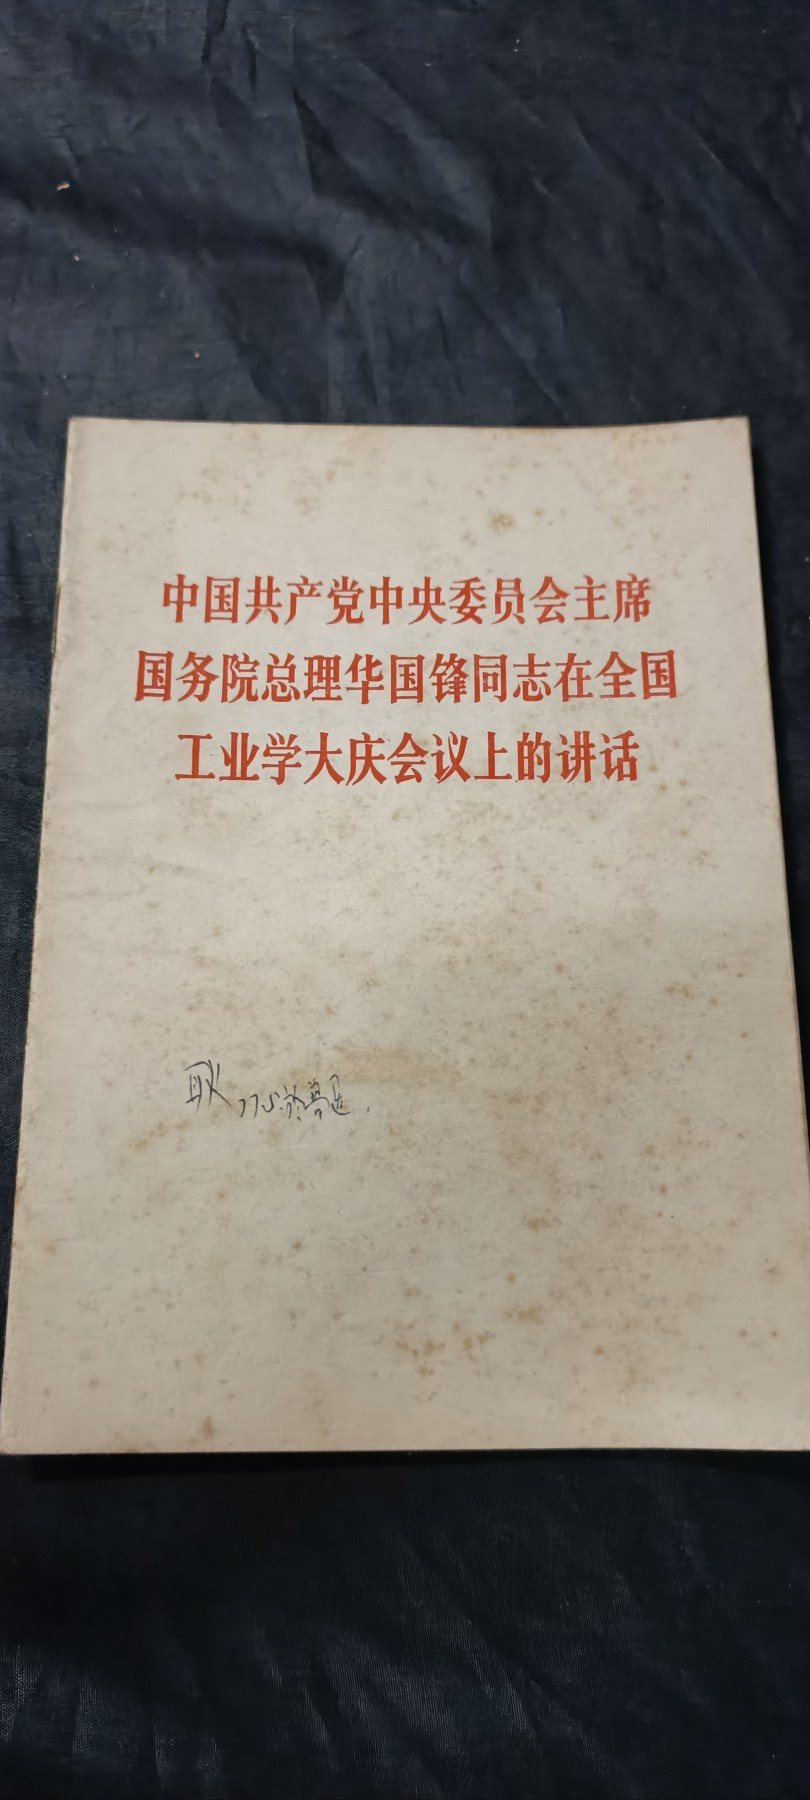 中国共产党中央委员会主席
国务院总理华国锋同志在全国
工业学大庆会议上的讲话
耿